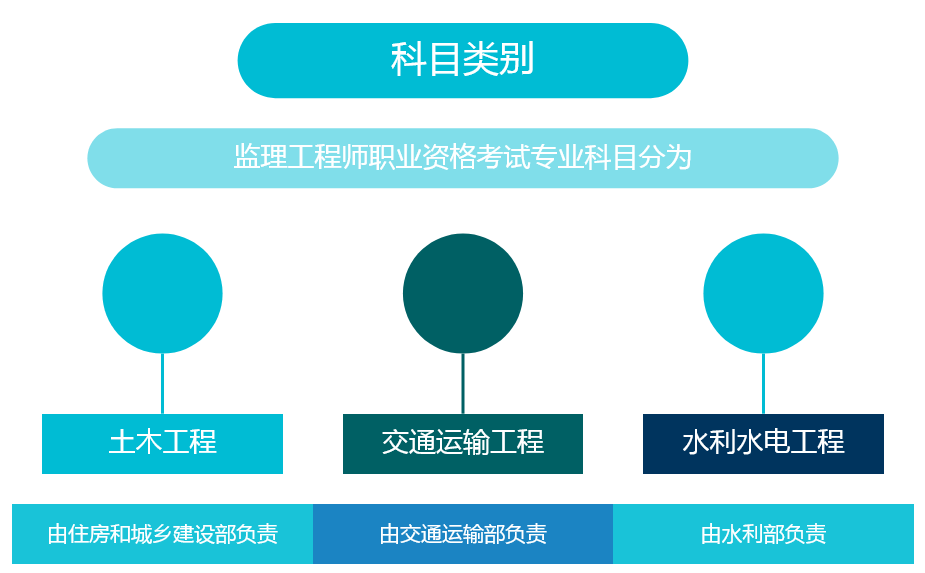 科目类别
监理工程师职业资格考试专业科目分为
土木工程
交通运输工程
水利水电工程
由住房和城乡建设部负责
由交通运输部负责
由水利部负责